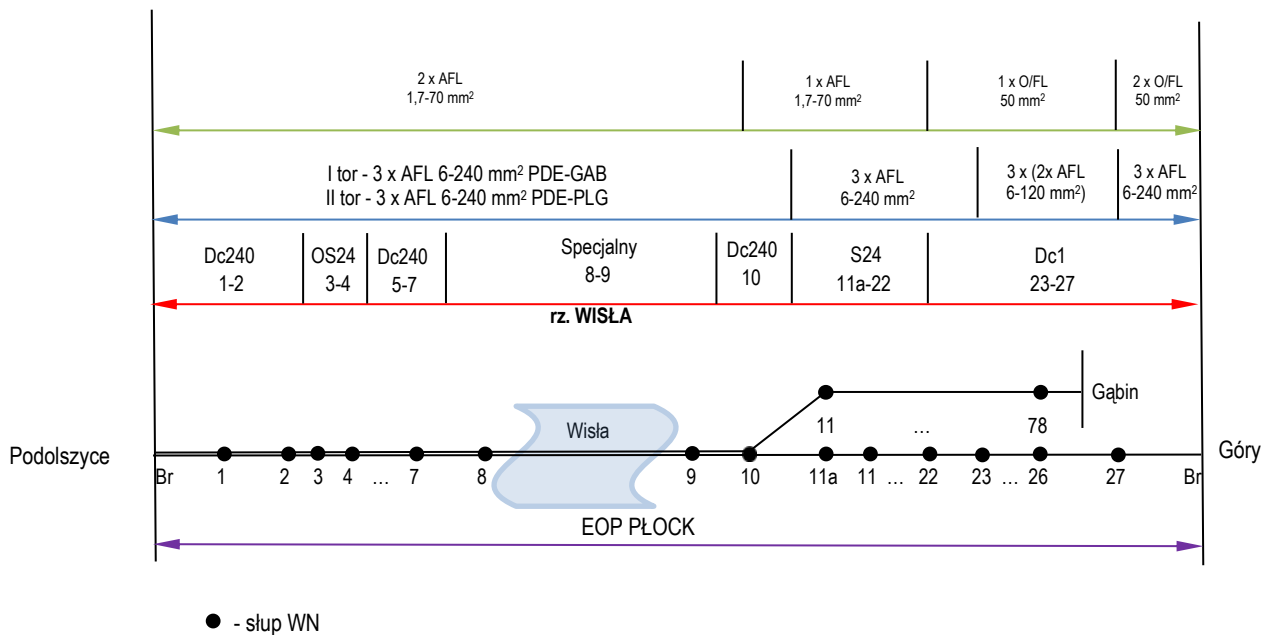 2 x AFL
1,7-70 mm²
1 x AFL
1,7-70 mm²
1 x O/FL
50 mm²
2 x O/FL
50 mm²
I tor - 3 x AFL 6-240 mm² PDE-GAB
II tor - 3 x AFL 6-240 mm² PDE-PLG
3 x AFL
6-240 mm²
3 x (2x AFL
6-120 mm²)
3 x AFL
6-240 mm²
Dc240
1-2
OS24
3-4
Dc240
5-7
Specjalny
8-9
Dc240
10
S24
11a-22
Dc1
23-27
rz. WISŁA
Gąbin
11 ... 78
Wisła
Podolszyce
Góry
Br 1 2 3 4 ... 7 8 9 10 11a 11 ... 22 23 ... 26 27 Br
EOP PŁOCK
- słup WN